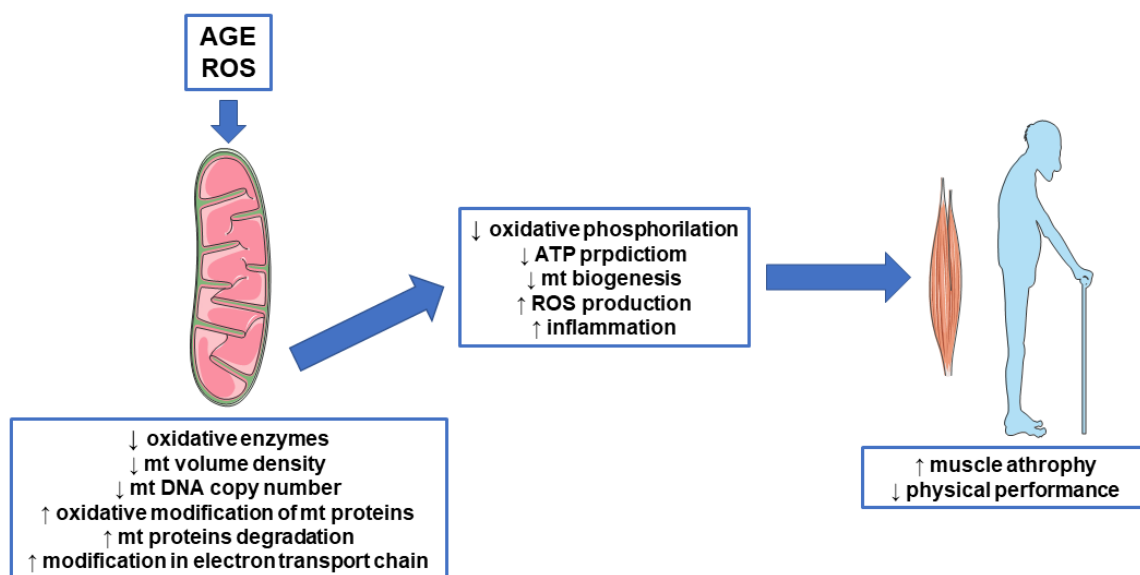 AGE
ROS
↓ oxidative phosphorilation
↓ ATP prpdictiom
↓ mt biogenesis
↑ ROS production
↑ inflammation
↓ oxidative enzymes
↓ mt volume density
↓ mt DNA copy number
↑ oxidative modification of mt proteins
↑ mt proteins degradation
↑ modification in electron transport chain
↑ muscle athrophy
↓ physical performance